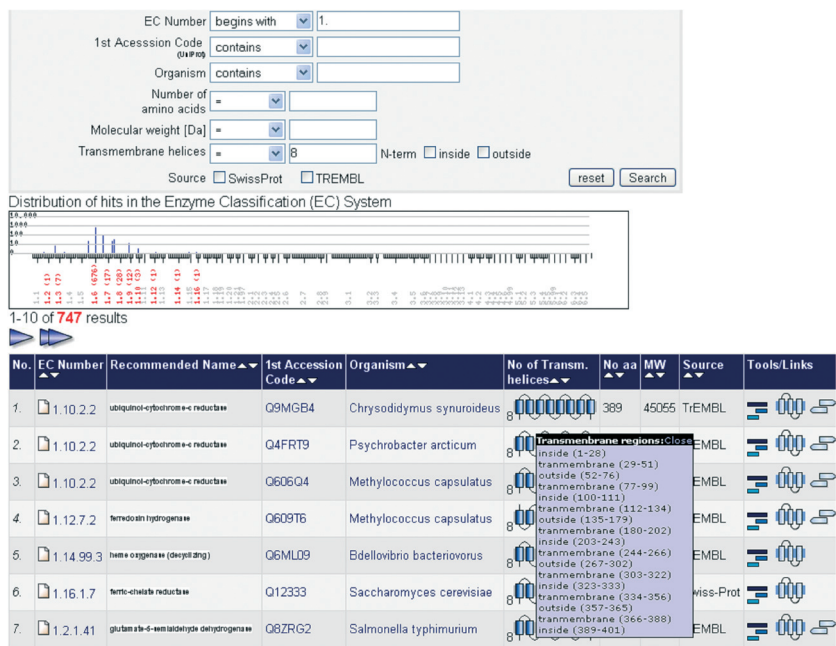 EC Number begins with 1.
1st Acesssion Code (UniProt) contains
Organism contains
Number of amino acids =
Molecular weight [Da] =
Transmembrane helices = 8 N-term inside outside
Source SwissProt TREMBL reset Search
Distribution of hits in the Enzyme Classification (EC) System
10.000
1000
100
10
0
1.2 (1)
1.3 (7)
1.6 (676)
1.7 (17)
1.8 (28)
1.9 (12)
1.10 (3)
1.12 (1)
1.14 (1)
1.16 (1)
1-10 of 747 results
No. EC Number Recommended Name 1st Accession Code Organism No of Transm. helices No aa MW Source Tools/Links
1. 1.10.2.2 ubiquinol-cytochrome-c reductase Q9MGB4 Chrysodidymus synuroideus 8 389 45055 TrEMBL
2. 1.10.2.2 ubiquinol-cytochrome-c reductase Q4FRT9 Psychrobacter arcticum 8 EMBL
3. 1.10.2.2 ubiquinol-cytochrome-c reductase Q606Q4 Methylococcus capsulatus 8 EMBL
4. 1.12.7.2 ferredoxin hydrogenase Q609T6 Methylococcus capsulatus 8 EMBL
5. 1.14.99.3 heme oxygenase (decyclizing) Q6ML09 Bdellovibrio bacteriovorus 8 EMBL
6. 1.16.1.7 ferric-chelate reductase Q12333 Saccharomyces cerevisiae 8 wiss-Prot
7. 1.2.1.41 glutamate-5-semialdehyde dehydrogenase Q8ZRG2 Salmonella typhimurium 8 EMBL
Transmenbrane regions:Close
inside (1-28)
tranmembrane (29-51)
outside (52-76)
tranmembrane (77-99)
inside (100-111)
tranmembrane (112-134)
outside (135-179)
tranmembrane (180-202)
inside (203-243)
tranmembrane (244-266)
outside (267-302)
tranmembrane (303-322)
inside (323-333)
tranmembrane (334-356)
outside (357-365)
tranmembrane (366-388)
inside (389-401)